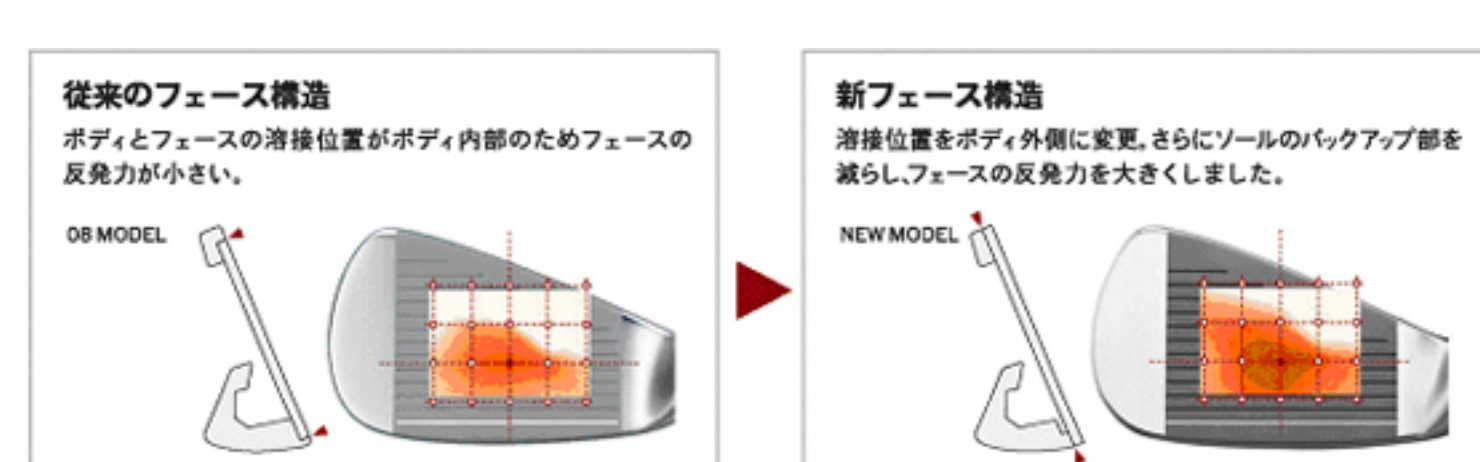 従来のフェース構造
ボディとフェースの溶接位置がボディ内部のためフェースの
反発力が小さい。
08 MODEL
新フェース構造
溶接位置をボディ外側に変更。さらにソールのバックアップ部を
減らし、フェースの反発力を大きくしました。
NEW MODEL